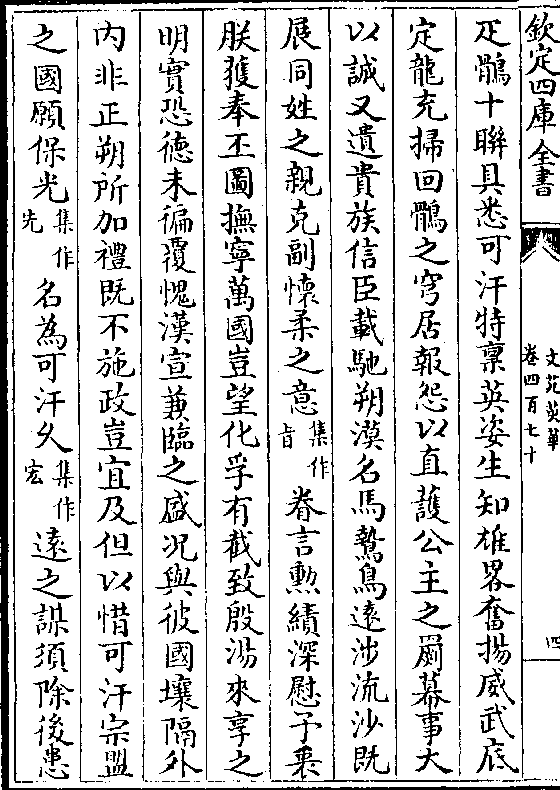 欽定四庫全書
文苑英華
卷四百七十
四
疋鶻十聯具悉可汗特禀英姿生知雄畧奮揚威武底
定龍充掃回鶻之穹居報怨以直護公主之罽幕事大
以誠又遣貴族信臣載馳朔漠名馬鷙鳥遠涉流沙既
展同姓之親克副懷柔之意集作旨眷言勲績深慰予衷
朕獲奉丕圖撫寧萬國豈望化孚有截致殷湯來享之
明實恐德未徧覆愧漢宣兼臨之盛况與彼國壤隔外
内非正朔所加禮既不施政豈宜及但以惜可汗宗盟
之國願保光集作先名為可汗久集作宏遠之謀須除後患